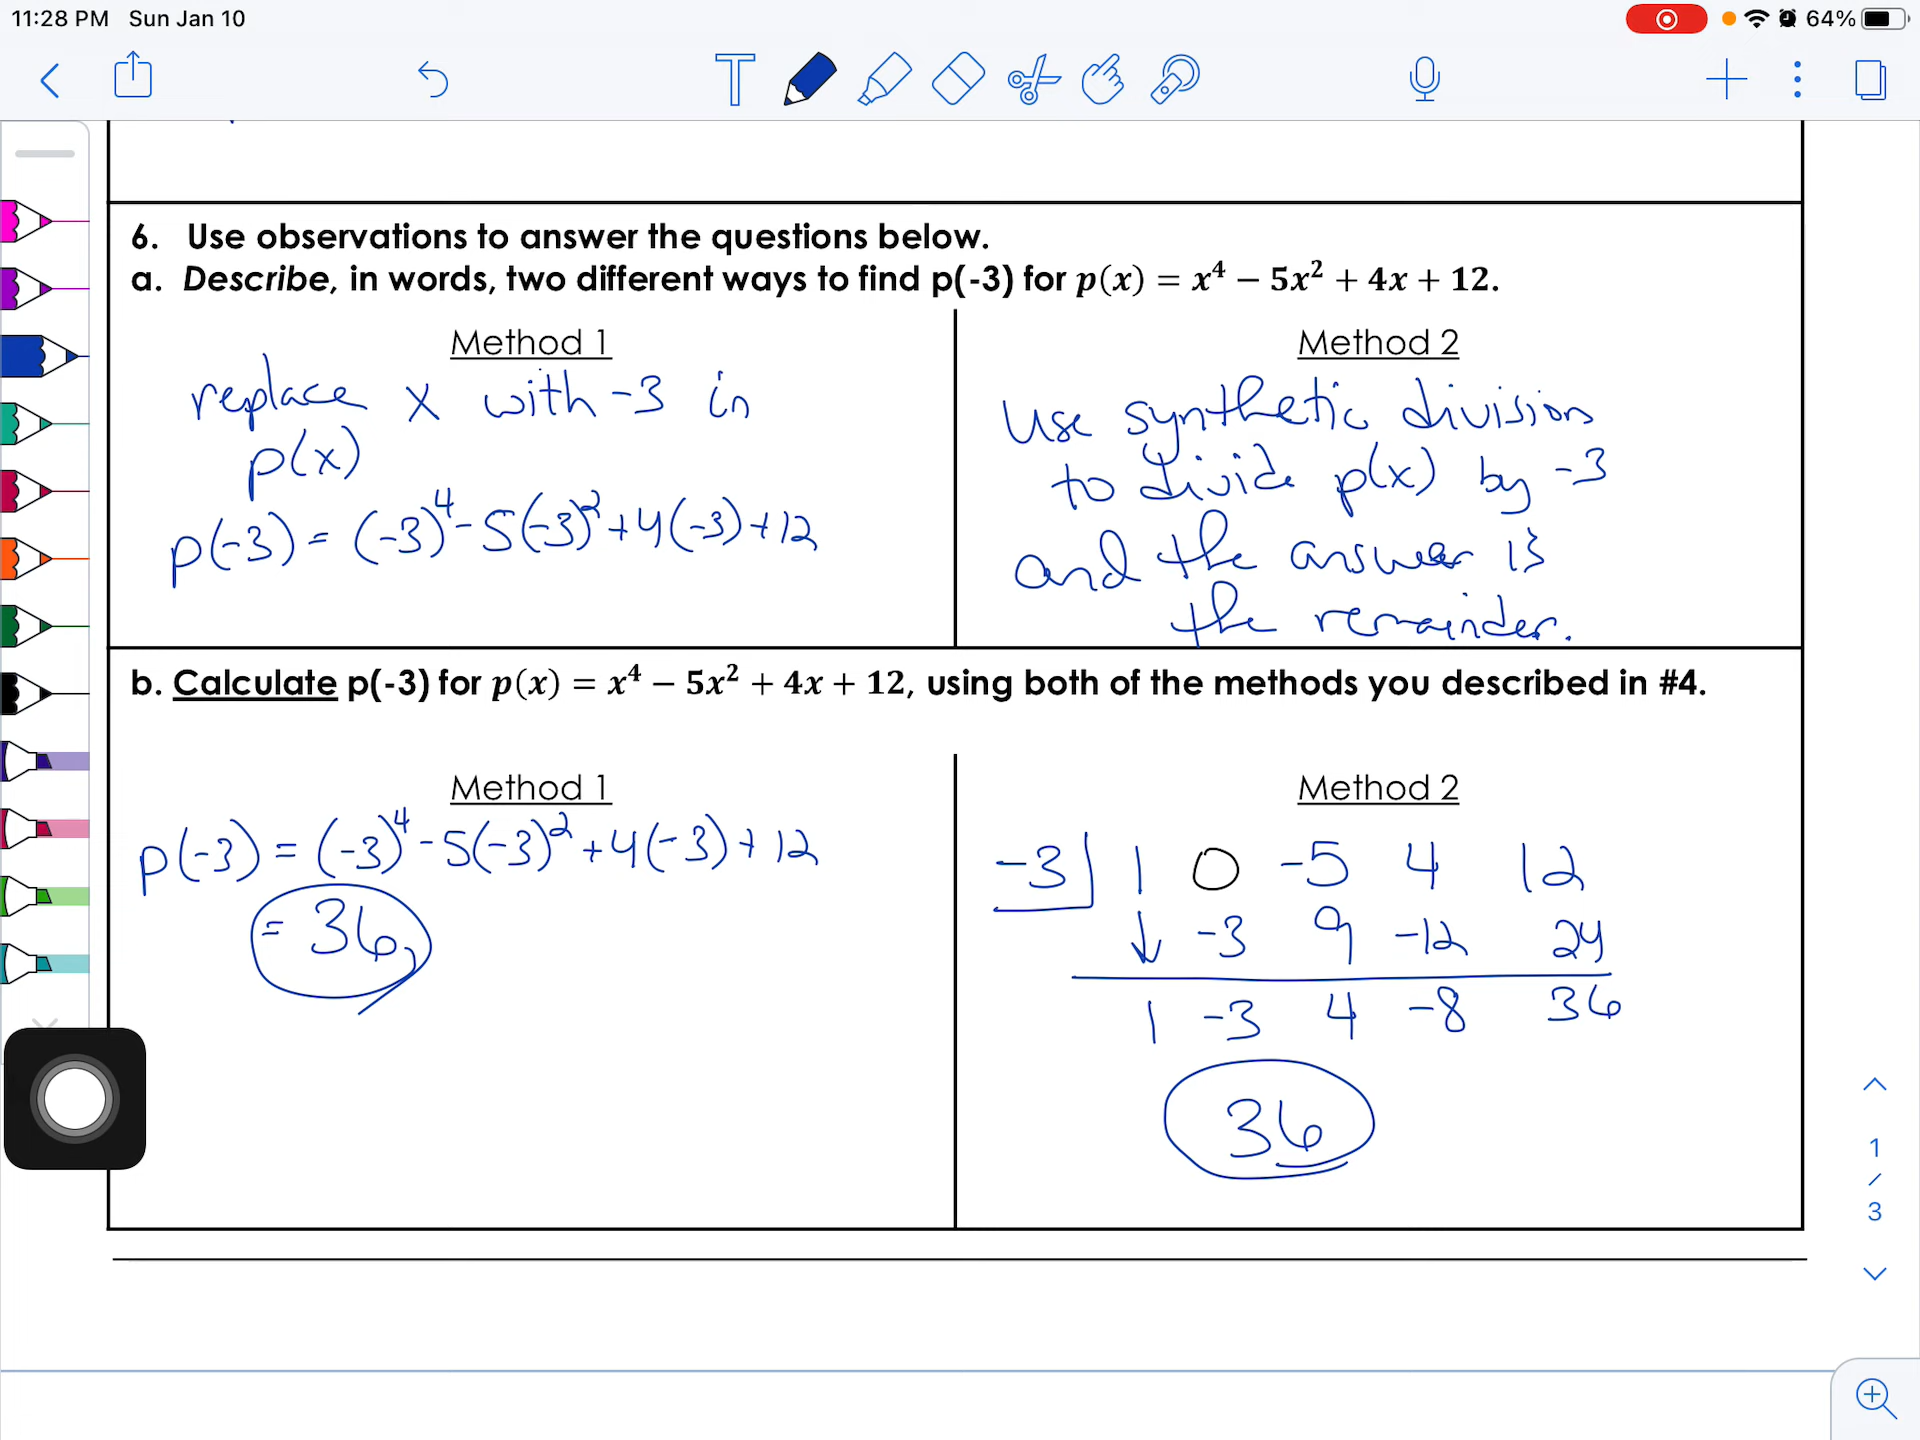 11:28 PM Sun Jan 10
64%
T
6. Use observations to answer the questions below.
a. Describe, in words, two different ways to find p(-3) for p(x) = x⁴ − 5x² + 4x + 12.
Method 1
replace x with -3 in
p(x)
p(-3) = (-3)⁴ - 5(-3)² + 4(-3) + 12
Method 2
Use synthetic division
to divide p(x) by -3
and the answer is
the remainder.
b. Calculate p(-3) for p(x) = x⁴ − 5x² + 4x + 12, using both of the methods you described in #4.
Method 1
p(-3) = (-3)⁴ - 5(-3)² + 4(-3) + 12
= 36
Method 2
-3 | 1 0 -5 4 12
↓ -3 9 -12 24
1 -3 4 -8 36
36
1
/
3